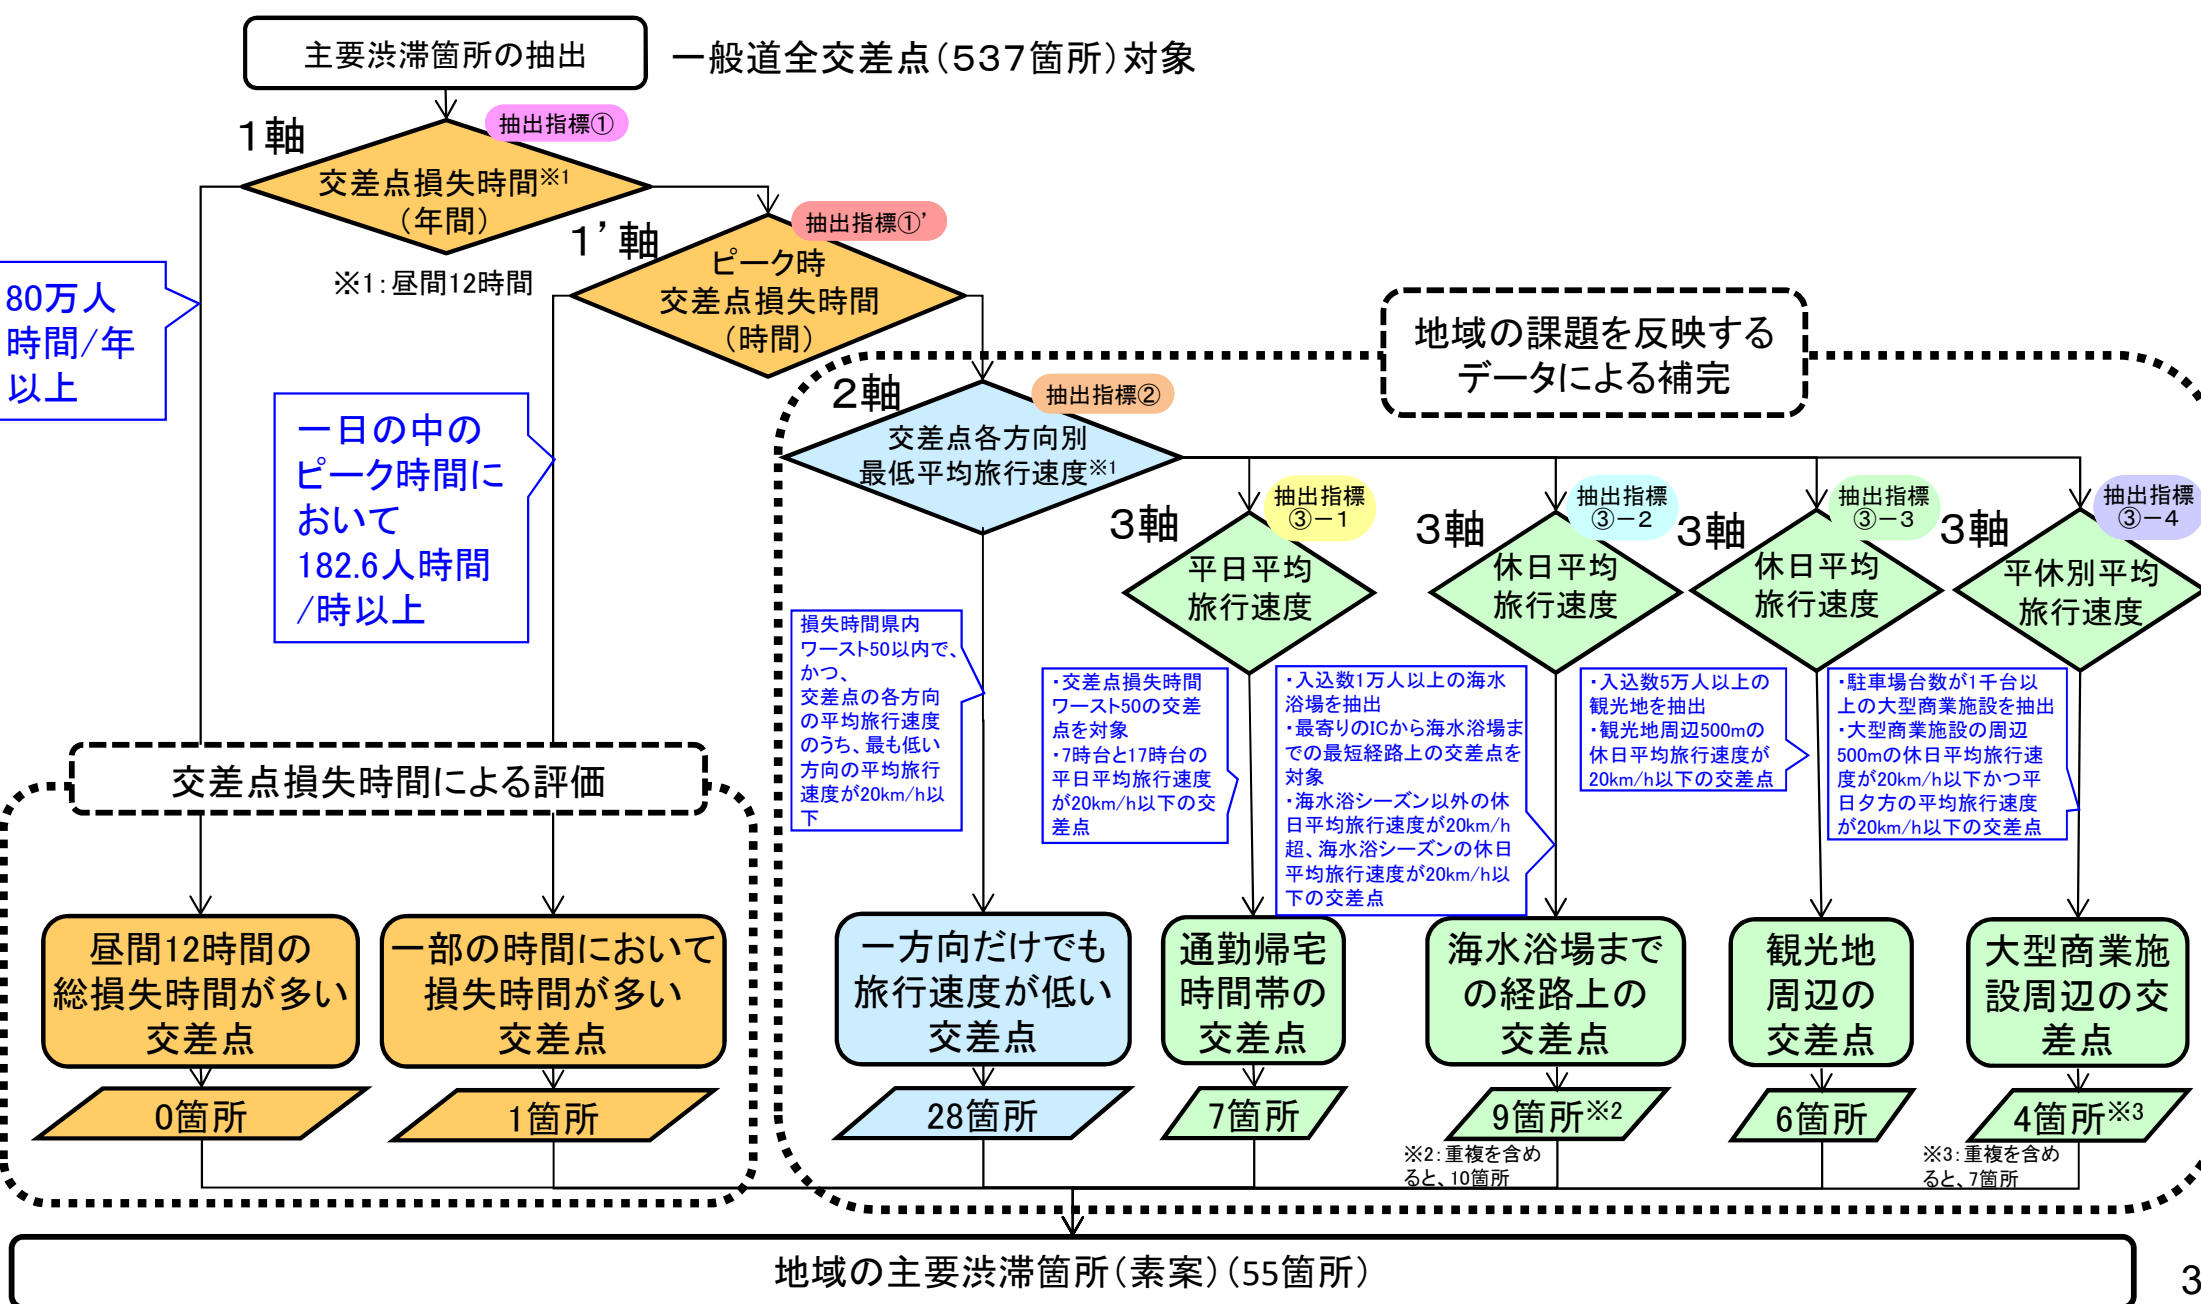 主要渋滞箇所の抽出
一般道全交差点(537箇所)対象
1軸
抽出指標①
交差点損失時間※1
(年間)
※1:昼間12時間
1’軸
抽出指標①’
ピーク時
交差点損失時間
(時間)
80万人
時間/年
以上
一日の中の
ピーク時間に
おいて
182.6人時間
/時以上
地域の課題を反映する
データによる補完
2軸
抽出指標②
交差点各方向別
最低平均旅行速度※1
3軸
抽出指標
③-1
平日平均
旅行速度
3軸
抽出指標
③-2
休日平均
旅行速度
3軸
抽出指標
③-3
休日平均
旅行速度
3軸
抽出指標
③-4
平休別平均
旅行速度
損失時間県内
ワースト50以内で、
かつ、
交差点の各方向
の平均旅行速度
のうち、最も低い
方向の平均旅行
速度が20km/h以
下
・交差点損失時間
ワースト50の交差
点を対象
・7時台と17時台の
平日平均旅行速度
が20km/h以下の交
差点
・入込数1万人以上の海水
浴場を抽出
・最寄りのICから海水浴場ま
での最短経路上の交差点を
対象
・海水浴シーズン以外の休
日平均旅行速度が20km/h
超、海水浴シーズンの休日
平均旅行速度が20km/h以
下の交差点
・入込数5万人以上の
観光地を抽出
・観光地周辺500mの
休日平均旅行速度が
20km/h以下の交差点
・駐車場台数が1千台以
上の大型商業施設を抽出
・大型商業施設の周辺
500mの休日平均旅行速
度が20km/h以下かつ平
日夕方の平均旅行速度
が20km/h以下の交差点
交差点損失時間による評価
昼間12時間の
総損失時間が多い
交差点
一部の時間において
損失時間が多い
交差点
一方向だけでも
旅行速度が低い
交差点
通勤帰宅
時間帯の
交差点
海水浴場まで
の経路上の
交差点
観光地
周辺の
交差点
大型商業施
設周辺の交
差点
0箇所
1箇所
28箇所
7箇所
9箇所※2
6箇所
4箇所※3
※2:重複を含め
ると、10箇所
※3:重複を含め
ると、7箇所
地域の主要渋滞箇所(素案)(55箇所)
3